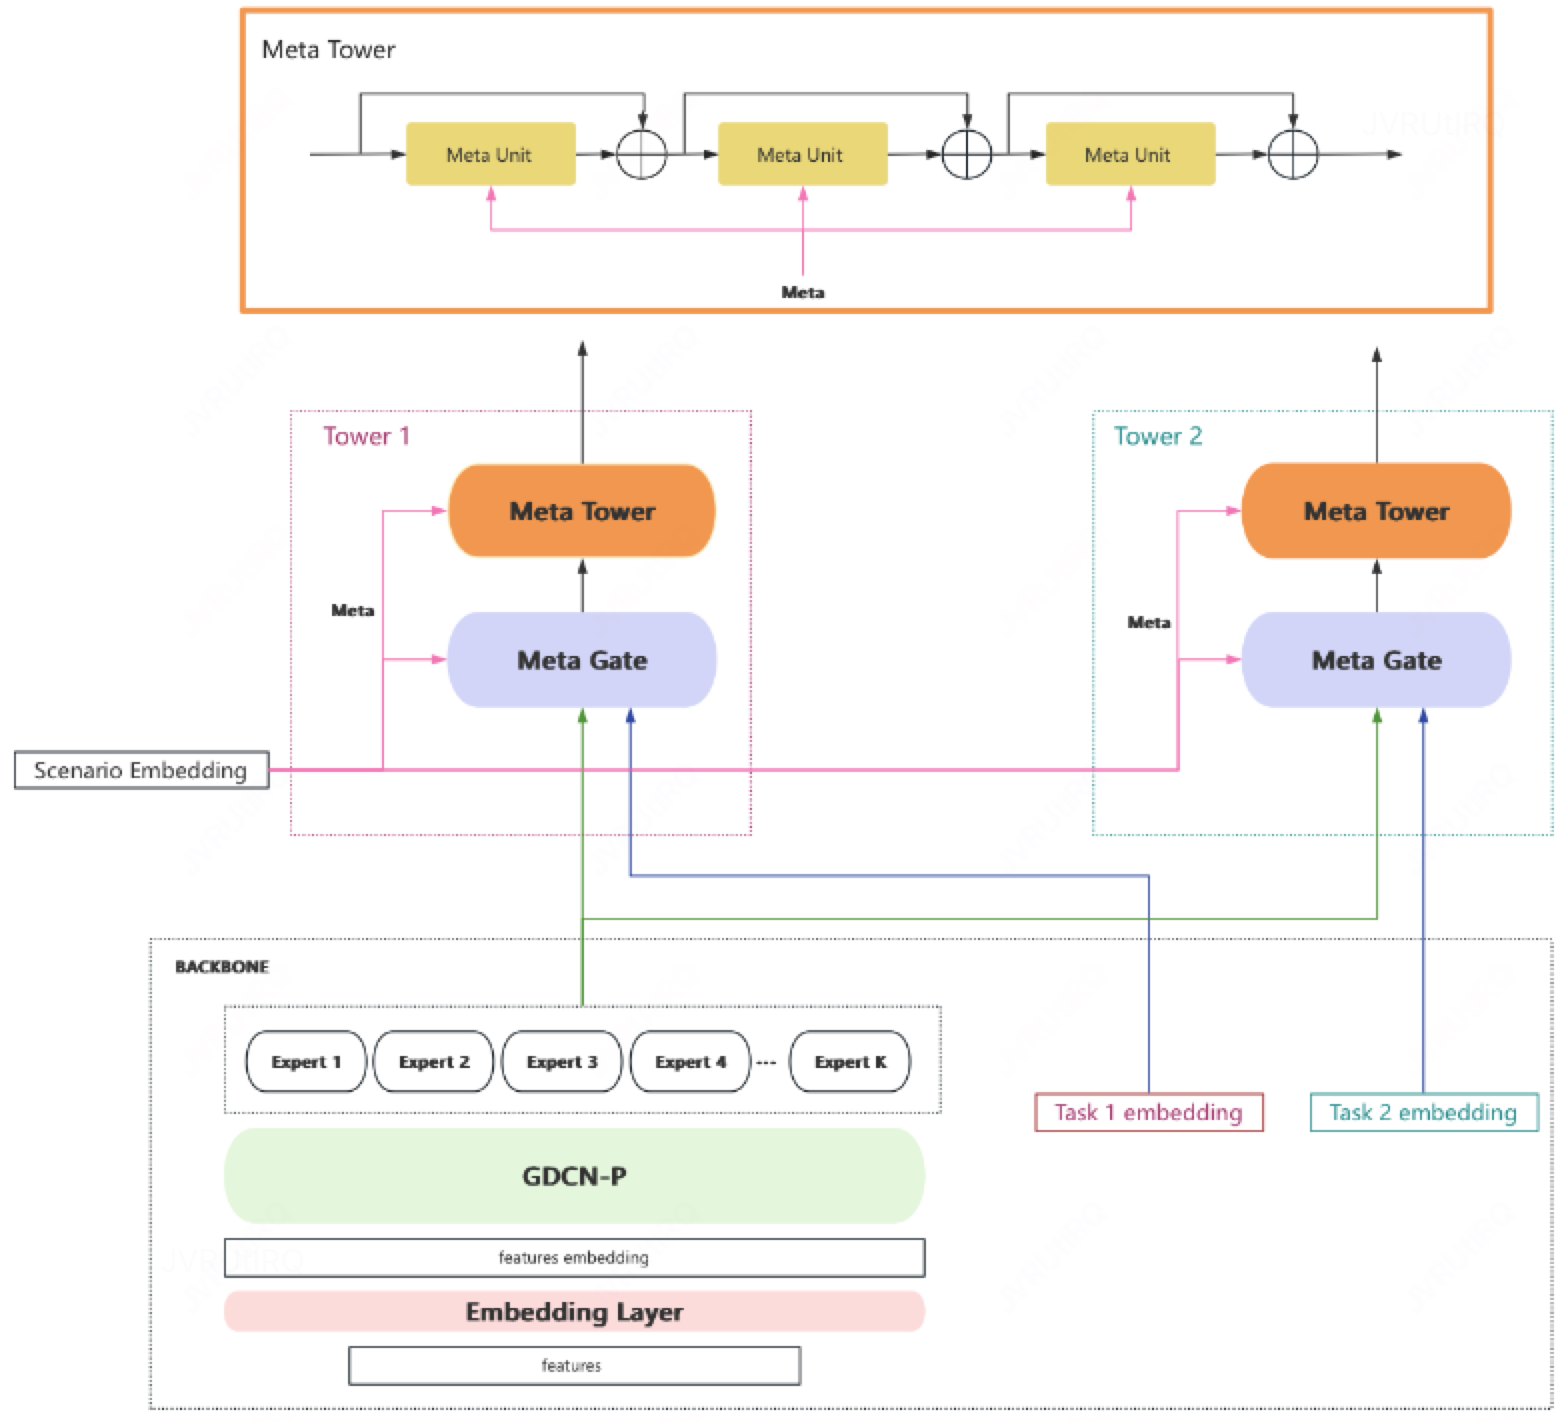 Meta Tower
Meta Unit
Meta Unit
Meta Unit
Meta
Tower 1
Tower 2
Meta Tower
Meta Tower
Meta
Meta
Meta Gate
Meta Gate
Scenario Embedding
BACKBONE
Expert 1
Expert 2
Expert 3
Expert 4
---
Expert K
Task 1 embedding
Task 2 embedding
GDCN-P
features embedding
Embedding Layer
features